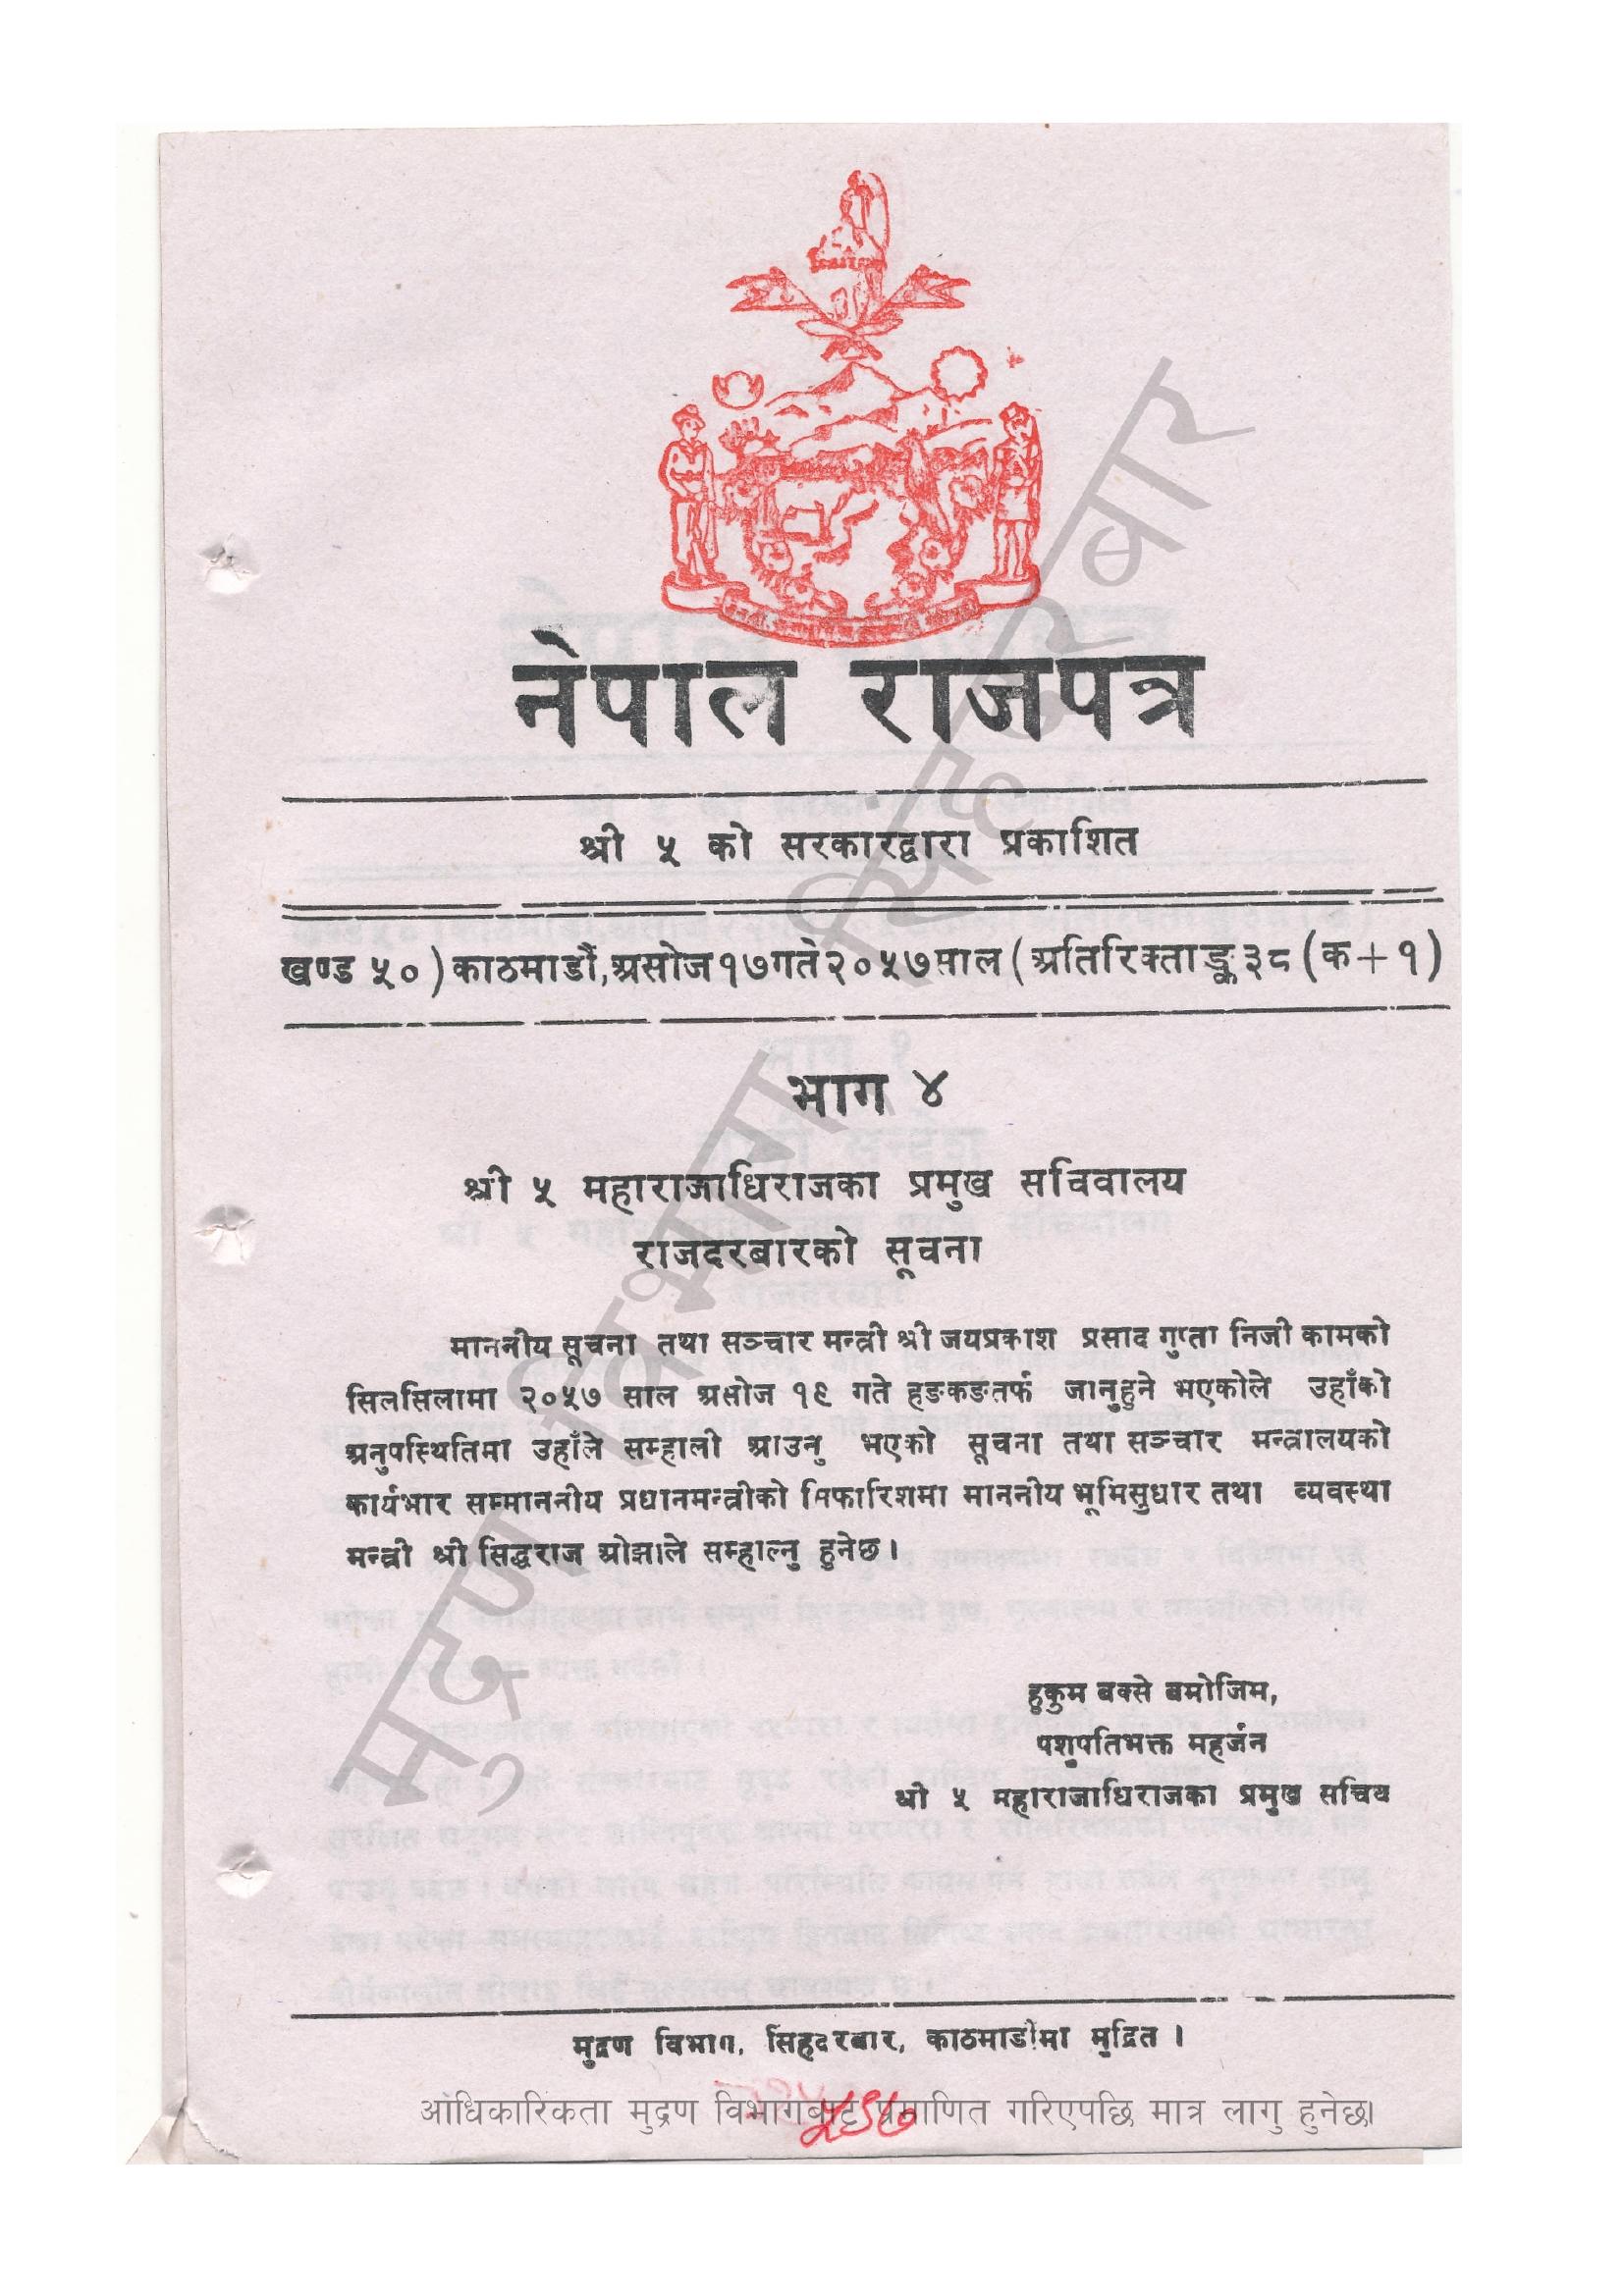 नेपाल राजपत्र
श्री ५ को सरकारद्वारा प्रकाशित
खण्ड ५०) काठमाडौं, असोज १७ गते २०५७ साल (अतिरिक्ताङ्क ३८ (क + १)
भाग ४
श्री ५ महाराजाधिराजका प्रमुख सचिवालय
राजदरबारको सूचना
माननीय सूचना तथा सञ्चार मन्त्री श्री जयप्रकाश प्रसाद गुप्ता निजी कामको
सिलसिलामा २०५७ साल असोज १९ गते हङकङतर्फ जानुहुने भएकोले उहाँको
अनुपस्थितिमा उहाँले सम्हाली आउनु भएको सूचना तथा सञ्चार मन्त्रालयको
कार्यभार सम्माननीय प्रधानमन्त्रीको सिफारिशमा माननीय भूमिसुधार तथा व्यवस्था
मन्त्री श्री सिद्धराज ओझाले सम्हाल्नु हुनेछ।
हुकुम बक्से बमोजिम,
पशुपतिभक्त महर्जन
श्री ५ महाराजाधिराजका प्रमुख सचिव
मुद्रण विभाग, सिंहदरबार, काठमाडौंमा मुद्रित ।
आधिकारिकता मुद्रण विभागबाट प्रमाणित गरिएपछि मात्र लागु हुनेछ।
मुद्रण विभाग सिंहदरबार